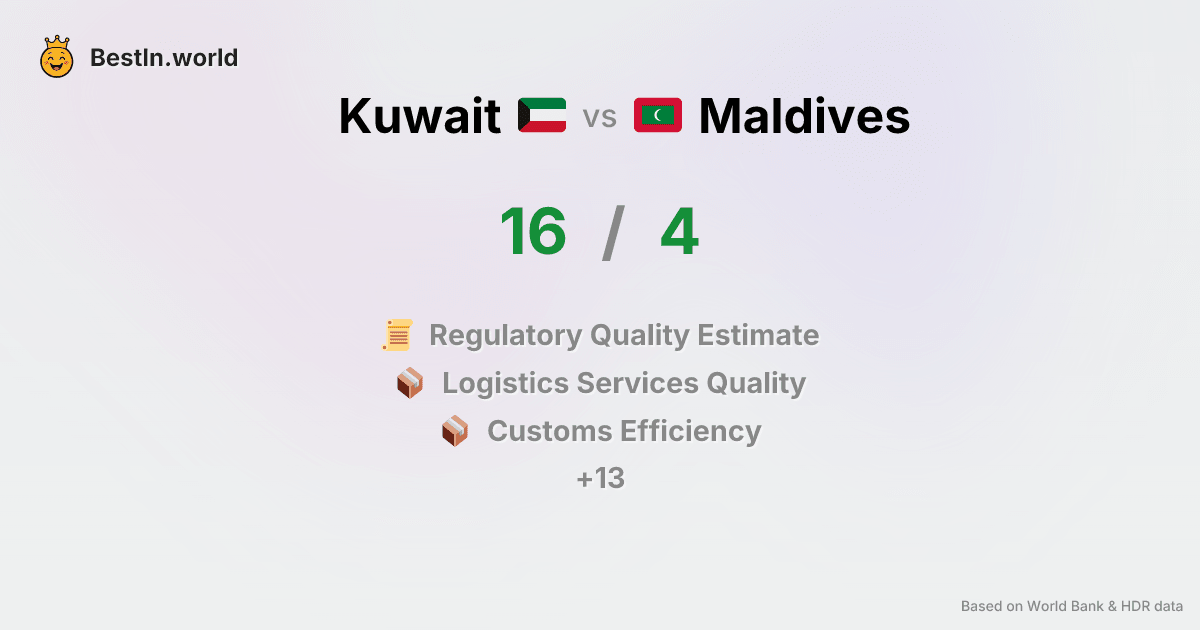 BestIn.world
Kuwait vs Maldives
16 / 4
Regulatory Quality Estimate
Logistics Services Quality
Customs Efficiency
+13
Based on World Bank & HDR data